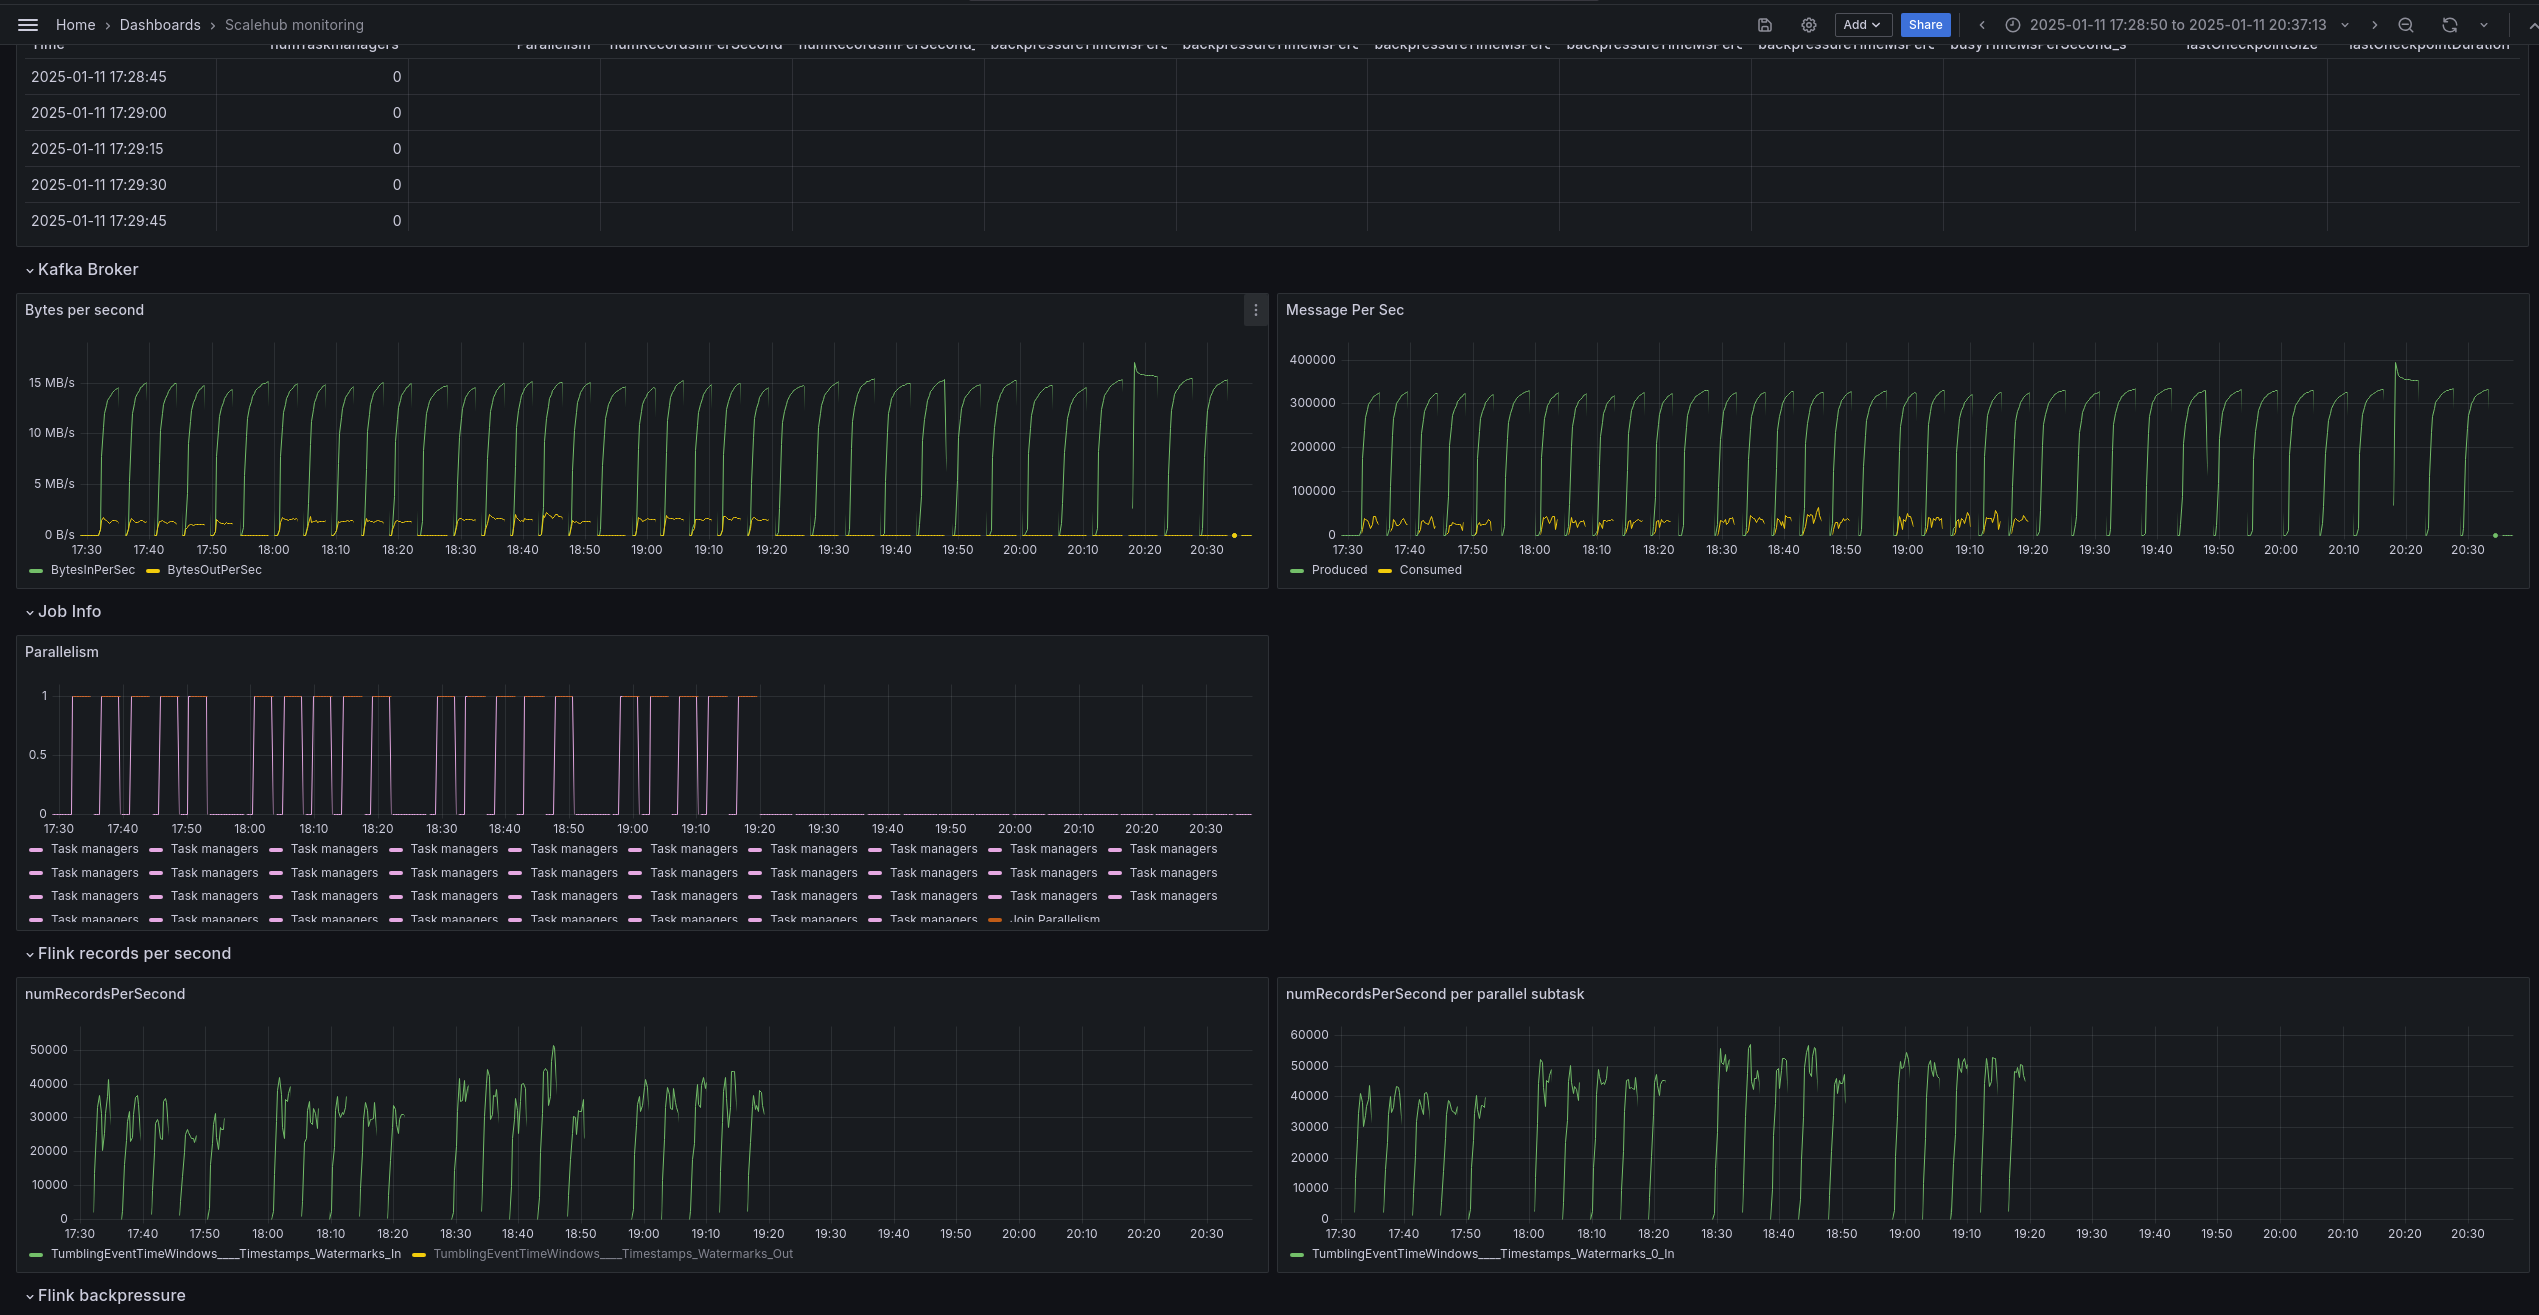 Home › Dashboards › Scalehub monitoring Add Share 2025-01-11 17:28:50 to 2025-01-11 20:37:13
Time numTaskmanagers Parallelism numRecordsInPerSecond numRecordsInPerSecond_ backpressureTimeMsPerS backpressureTimeMsPerS backpressureTimeMsPerS backpressureTimeMsPerS backpressureTimeMsPerS busyTimeMsPerSecond_s lastCheckpointSize lastCheckpointDuration
2025-01-11 17:28:45 0
2025-01-11 17:29:00 0
2025-01-11 17:29:15 0
2025-01-11 17:29:30 0
2025-01-11 17:29:45 0
Kafka Broker
Bytes per second
15 MB/s
10 MB/s
5 MB/s
0 B/s
17:30 17:40 17:50 18:00 18:10 18:20 18:30 18:40 18:50 19:00 19:10 19:20 19:30 19:40 19:50 20:00 20:10 20:20 20:30
BytesInPerSec BytesOutPerSec
Message Per Sec
400000
300000
200000
100000
0
17:30 17:40 17:50 18:00 18:10 18:20 18:30 18:40 18:50 19:00 19:10 19:20 19:30 19:40 19:50 20:00 20:10 20:20 20:30
Produced Consumed
Job Info
Parallelism
1
0.5
0
17:30 17:40 17:50 18:00 18:10 18:20 18:30 18:40 18:50 19:00 19:10 19:20 19:30 19:40 19:50 20:00 20:10 20:20 20:30
Task managers Task managers Task managers Task managers Task managers Task managers Task managers Task managers Task managers Task managers
Task managers Task managers Task managers Task managers Task managers Task managers Task managers Task managers Task managers Task managers
Task managers Task managers Task managers Task managers Task managers Task managers Task managers Task managers Task managers Task managers
Task managers Task managers Task managers Task managers Task managers Task managers Task managers Task managers Join Parallelism
Flink records per second
numRecordsPerSecond
50000
40000
30000
20000
10000
0
17:30 17:40 17:50 18:00 18:10 18:20 18:30 18:40 18:50 19:00 19:10 19:20 19:30 19:40 19:50 20:00 20:10 20:20 20:30
TumblingEventTimeWindows____Timestamps_Watermarks_In TumblingEventTimeWindows____Timestamps_Watermarks_Out
numRecordsPerSecond per parallel subtask
60000
50000
40000
30000
20000
10000
0
17:30 17:40 17:50 18:00 18:10 18:20 18:30 18:40 18:50 19:00 19:10 19:20 19:30 19:40 19:50 20:00 20:10 20:20 20:30
TumblingEventTimeWindows____Timestamps_Watermarks_0_In
Flink backpressure